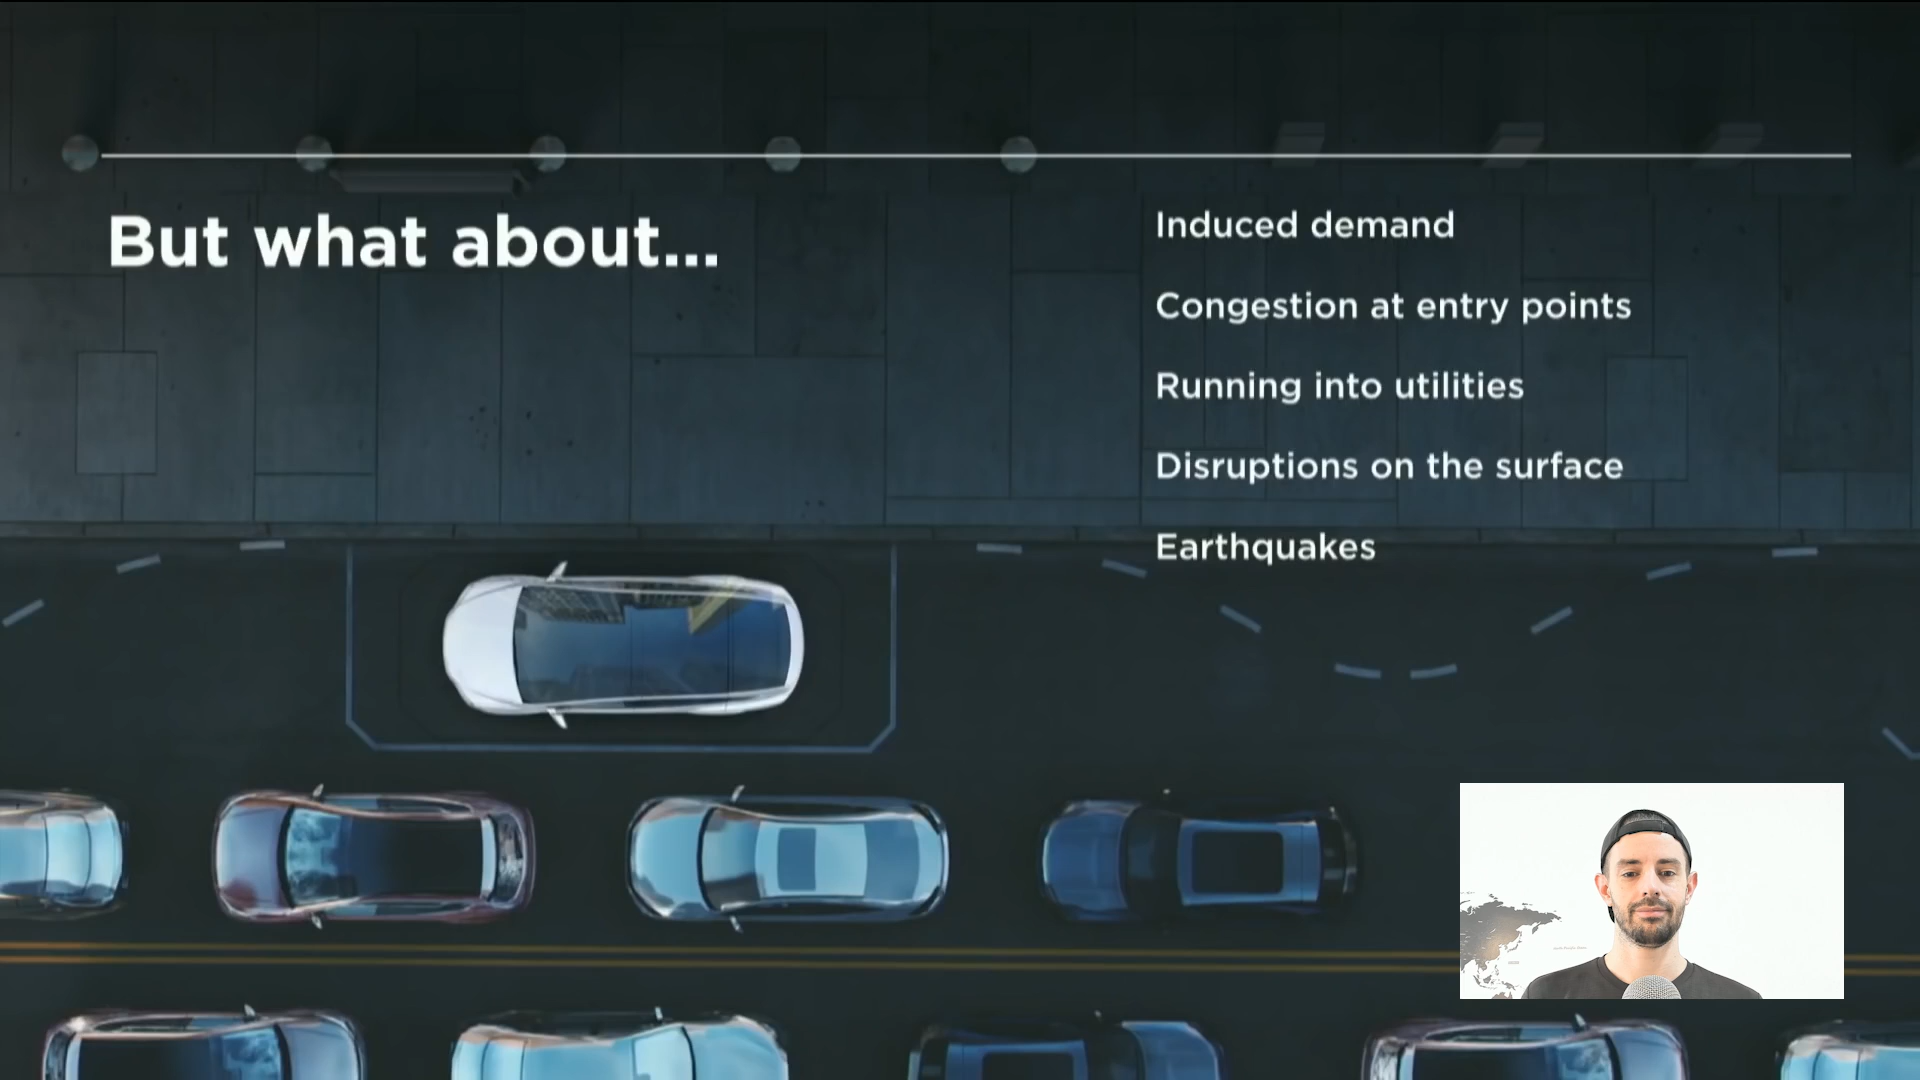 But what about...
Induced demand
Congestion at entry points
Running into utilities
Disruptions on the surface
Earthquakes